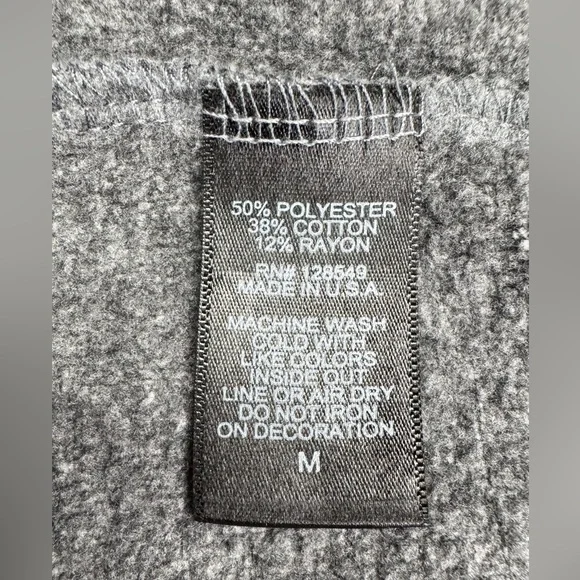 50% POLYESTER
38% COTTON
12% RAYON
RN# 128549
MADE IN U.S.A
MACHINE WASH
COLD WITH
LIKE COLORS
INSIDE OUT
LINE OR AIR DRY
DO NOT IRON
ON DECORATION
M